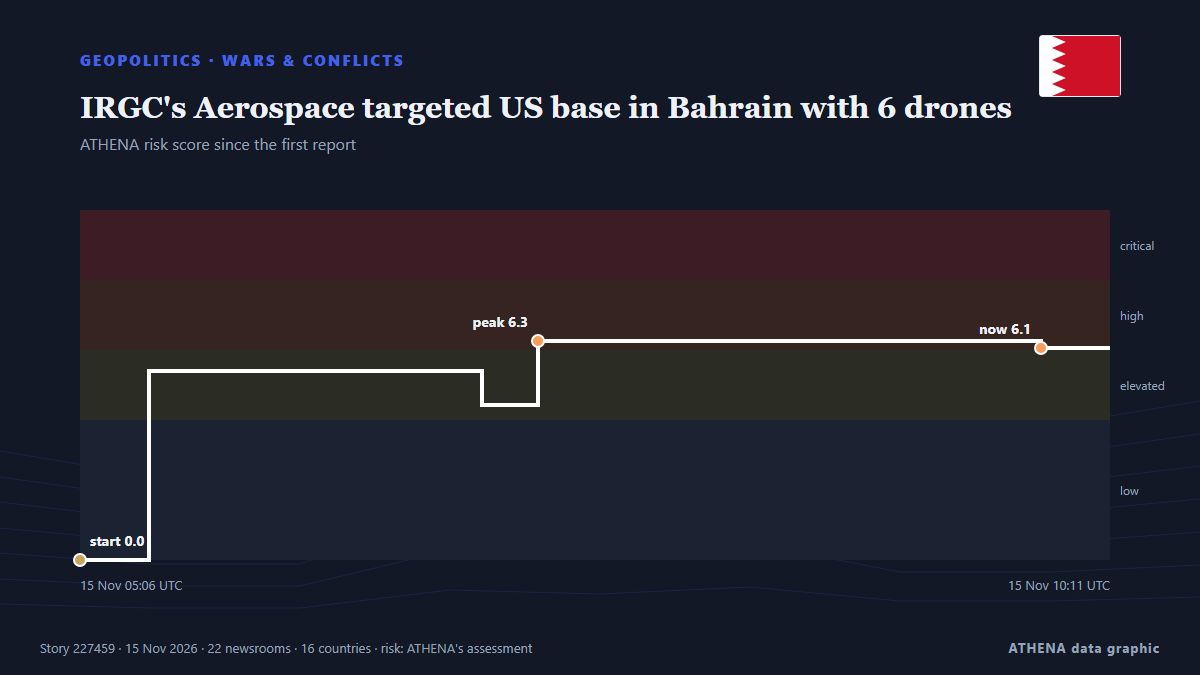 GEOPOLITICS · WARS & CONFLICTS
IRGC's Aerospace targeted US base in Bahrain with 6 drones
ATHENA risk score since the first report
critical
peak 6.3
now 6.1
high
elevated
low
start 0.0
15 Nov 05:06 UTC
15 Nov 10:11 UTC
Story 227459 · 15 Nov 2026 · 22 newsrooms · 16 countries · risk: ATHENA's assessment
ATHENA data graphic